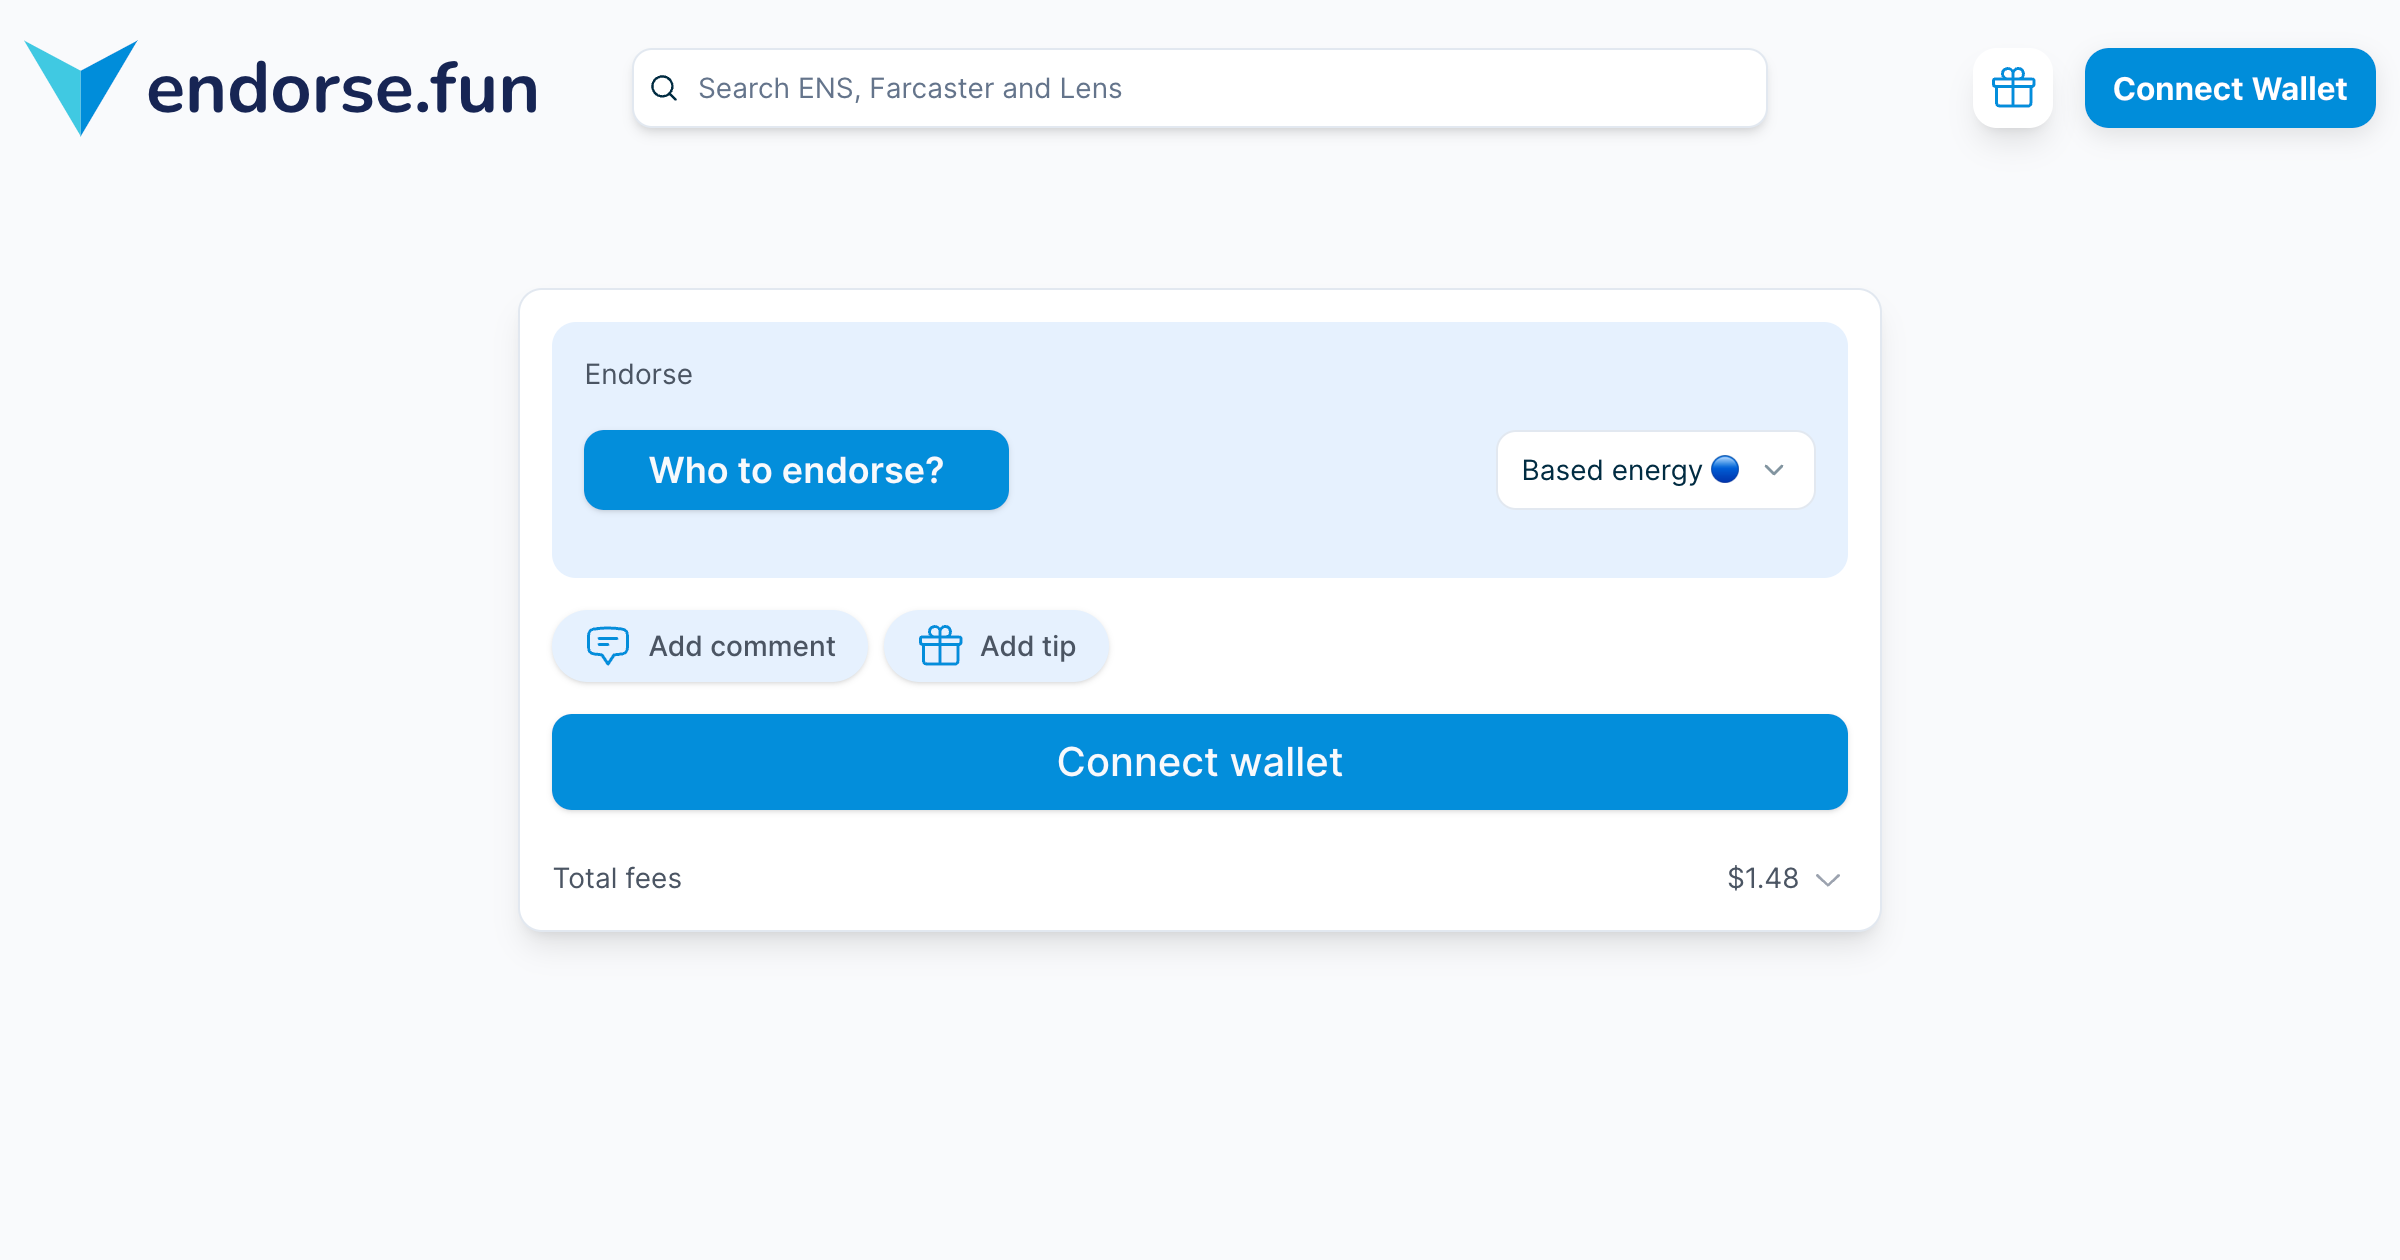 endorse.fun
Search ENS, Farcaster and Lens
Connect Wallet
Endorse
Who to endorse?
Based energy 🔵
Add comment
Add tip
Connect wallet
Total fees
$1.48